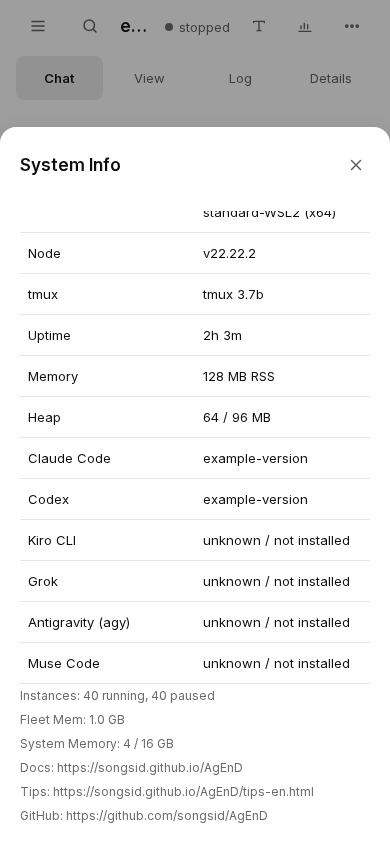 e... stopped
Chat View Log Details
System Info
standard-WSL2 (x64)
Node v22.22.2
tmux tmux 3.7b
Uptime 2h 3m
Memory 128 MB RSS
Heap 64 / 96 MB
Claude Code example-version
Codex example-version
Kiro CLI unknown / not installed
Grok unknown / not installed
Antigravity (agy) unknown / not installed
Muse Code unknown / not installed
Instances: 40 running, 40 paused
Fleet Mem: 1.0 GB
System Memory: 4 / 16 GB
Docs: https://songsid.github.io/AgEnD
Tips: https://songsid.github.io/AgEnD/tips-en.html
GitHub: https://github.com/songsid/AgEnD